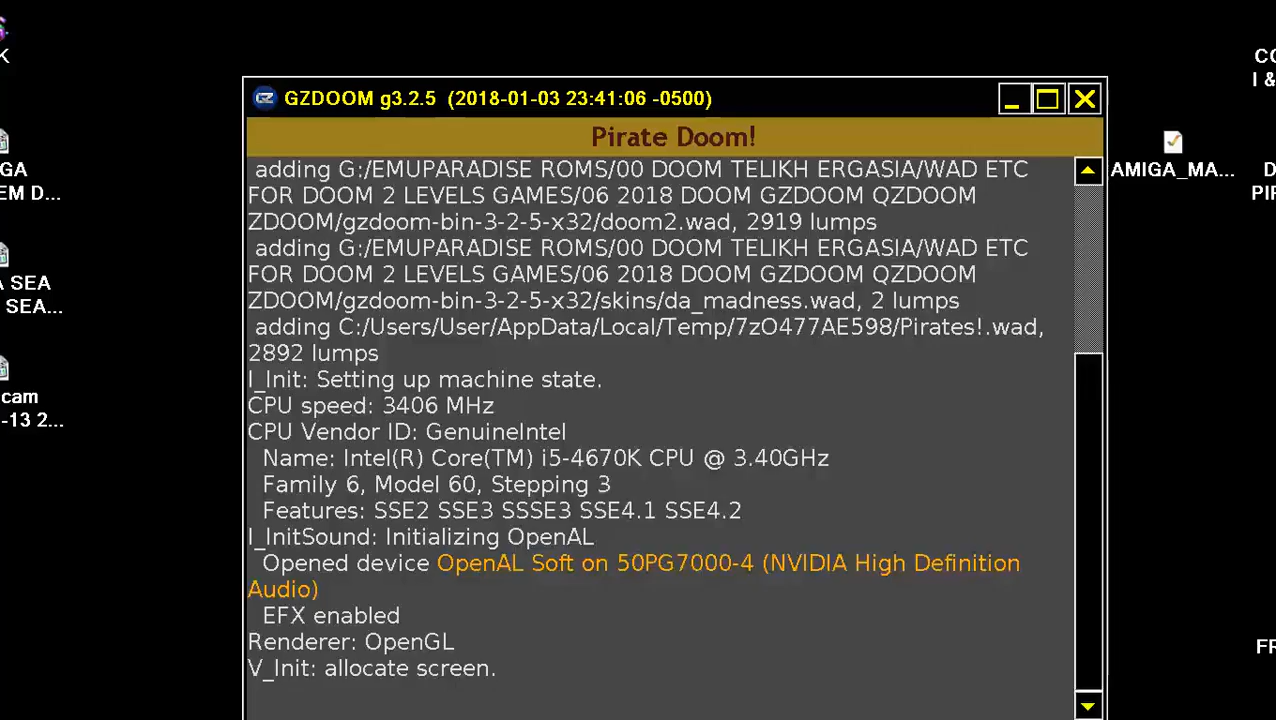 K
GA
EM D...
A SEA
SEA...
cam
-13 2...
GZDOOM g3.2.5 (2018-01-03 23:41:06 -0500)
Pirate Doom!
adding G:/EMUPARADISE ROMS/00 DOOM TELIKH ERGASIA/WAD ETC
FOR DOOM 2 LEVELS GAMES/06 2018 DOOM GZDOOM QZDOOM
ZDOOM/gzdoom-bin-3-2-5-x32/doom2.wad, 2919 lumps
adding G:/EMUPARADISE ROMS/00 DOOM TELIKH ERGASIA/WAD ETC
FOR DOOM 2 LEVELS GAMES/06 2018 DOOM GZDOOM QZDOOM
ZDOOM/gzdoom-bin-3-2-5-x32/skins/da_madness.wad, 2 lumps
adding C:/Users/User/AppData/Local/Temp/7zO477AE598/Pirates!.wad,
2892 lumps
I_Init: Setting up machine state.
CPU speed: 3406 MHz
CPU Vendor ID: GenuineIntel
Name: Intel(R) Core(TM) i5-4670K CPU @ 3.40GHz
Family 6, Model 60, Stepping 3
Features: SSE2 SSE3 SSSE3 SSE4.1 SSE4.2
I_InitSound: Initializing OpenAL
Opened device OpenAL Soft on 50PG7000-4 (NVIDIA High Definition
Audio)
EFX enabled
Renderer: OpenGL
V_Init: allocate screen.
AMIGA_MA...
CO
I &
D
PI
FR